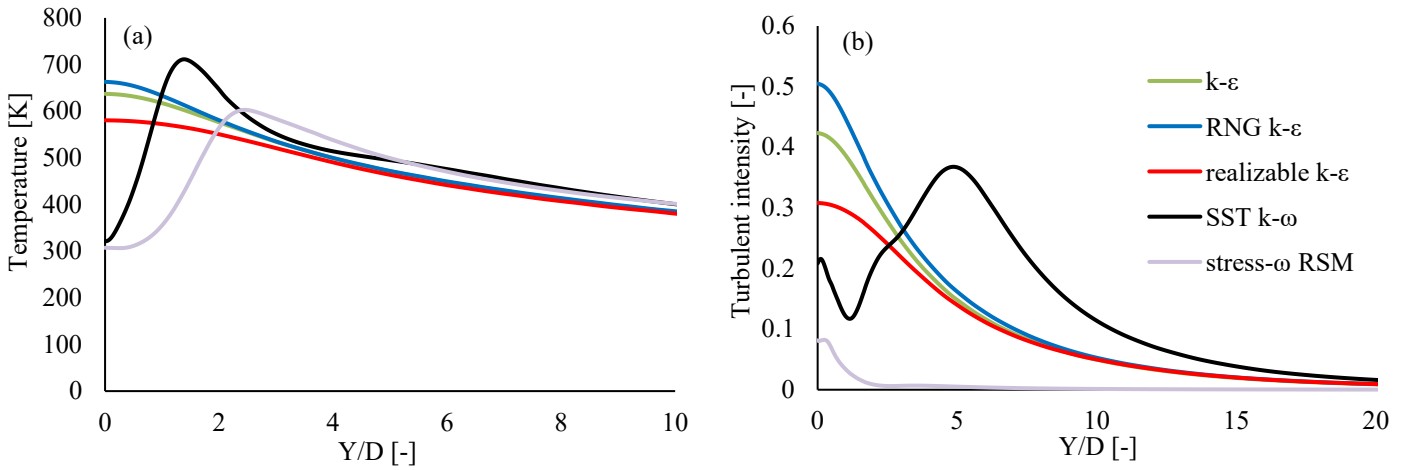 (a)
Temperature [K]
800
700
600
500
400
300
200
100
0
0 2 4 6 8 10
Y/D [-]
(b)
Turbulent intensity [-]
0.6
0.5
0.4
0.3
0.2
0.1
0
0 5 10 15 20
Y/D [-]
k-ε
RNG k-ε
realizable k-ε
SST k-ω
stress-ω RSM